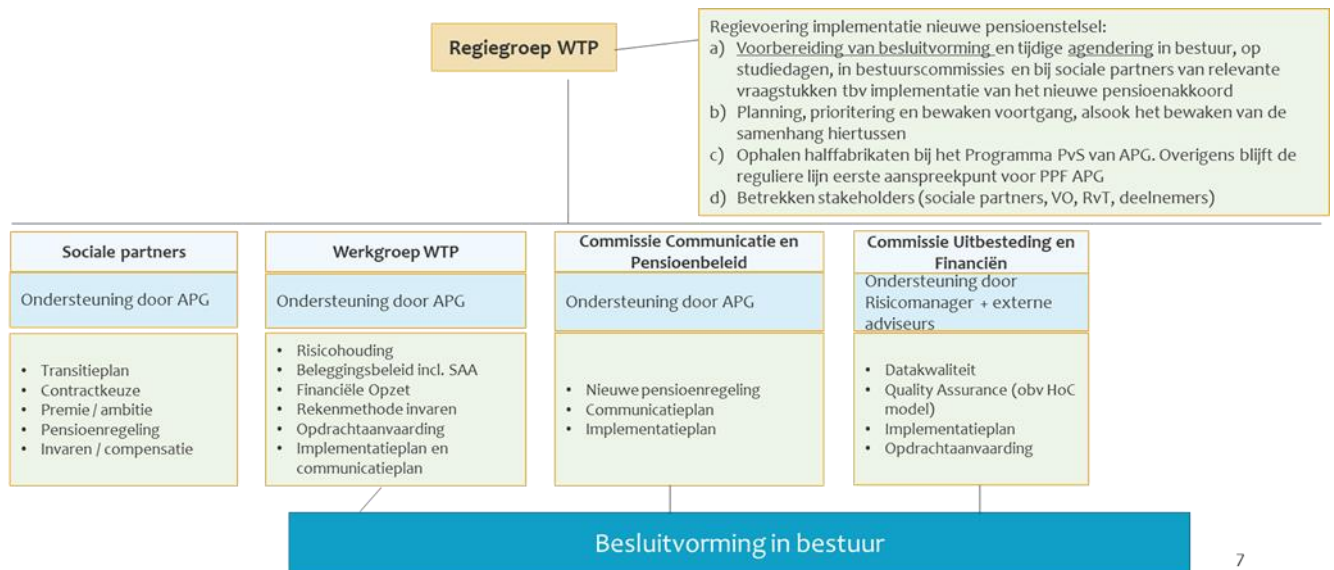 Regiegroep WTP
Regievoering implementatie nieuwe pensioenstelsel:
a) Voorbereiding van besluitvorming en tijdige agendering in bestuur, op
studiedagen, in bestuurscommissies en bij sociale partners van relevante
vraagstukken tbv implementatie van het nieuwe pensioenakkoord
b) Planning, prioritering en bewaken voortgang, alsook het bewaken van de
samenhang hiertussen
c) Ophalen halffabrikaten bij het Programma PvS van APG. Overigens blijft de
reguliere lijn eerste aanspreekpunt voor PPF APG
d) Betrekken stakeholders (sociale partners, VO, RvT, deelnemers)
Sociale partners
Ondersteuning door APG
• Transitieplan
• Contractkeuze
• Premie / ambitie
• Pensioenregeling
• Invaren / compensatie
Werkgroep WTP
Ondersteuning door APG
• Risicohouding
• Beleggingsbeleid incl. SAA
• Financiële Opzet
• Rekenmethode invaren
• Opdrachtaanvaarding
• Implementatieplan en
communicatieplan
Commissie Communicatie en
Pensioenbeleid
Ondersteuning door APG
• Nieuwe pensioenregeling
• Communicatieplan
• Implementatieplan
Commissie Uitbesteding en
Financiën
Ondersteuning door
Risicomanager + externe
adviseurs
• Datakwaliteit
• Quality Assurance (obv HoC
model)
• Implementatieplan
• Opdrachtaanvaarding
Besluitvorming in bestuur
7